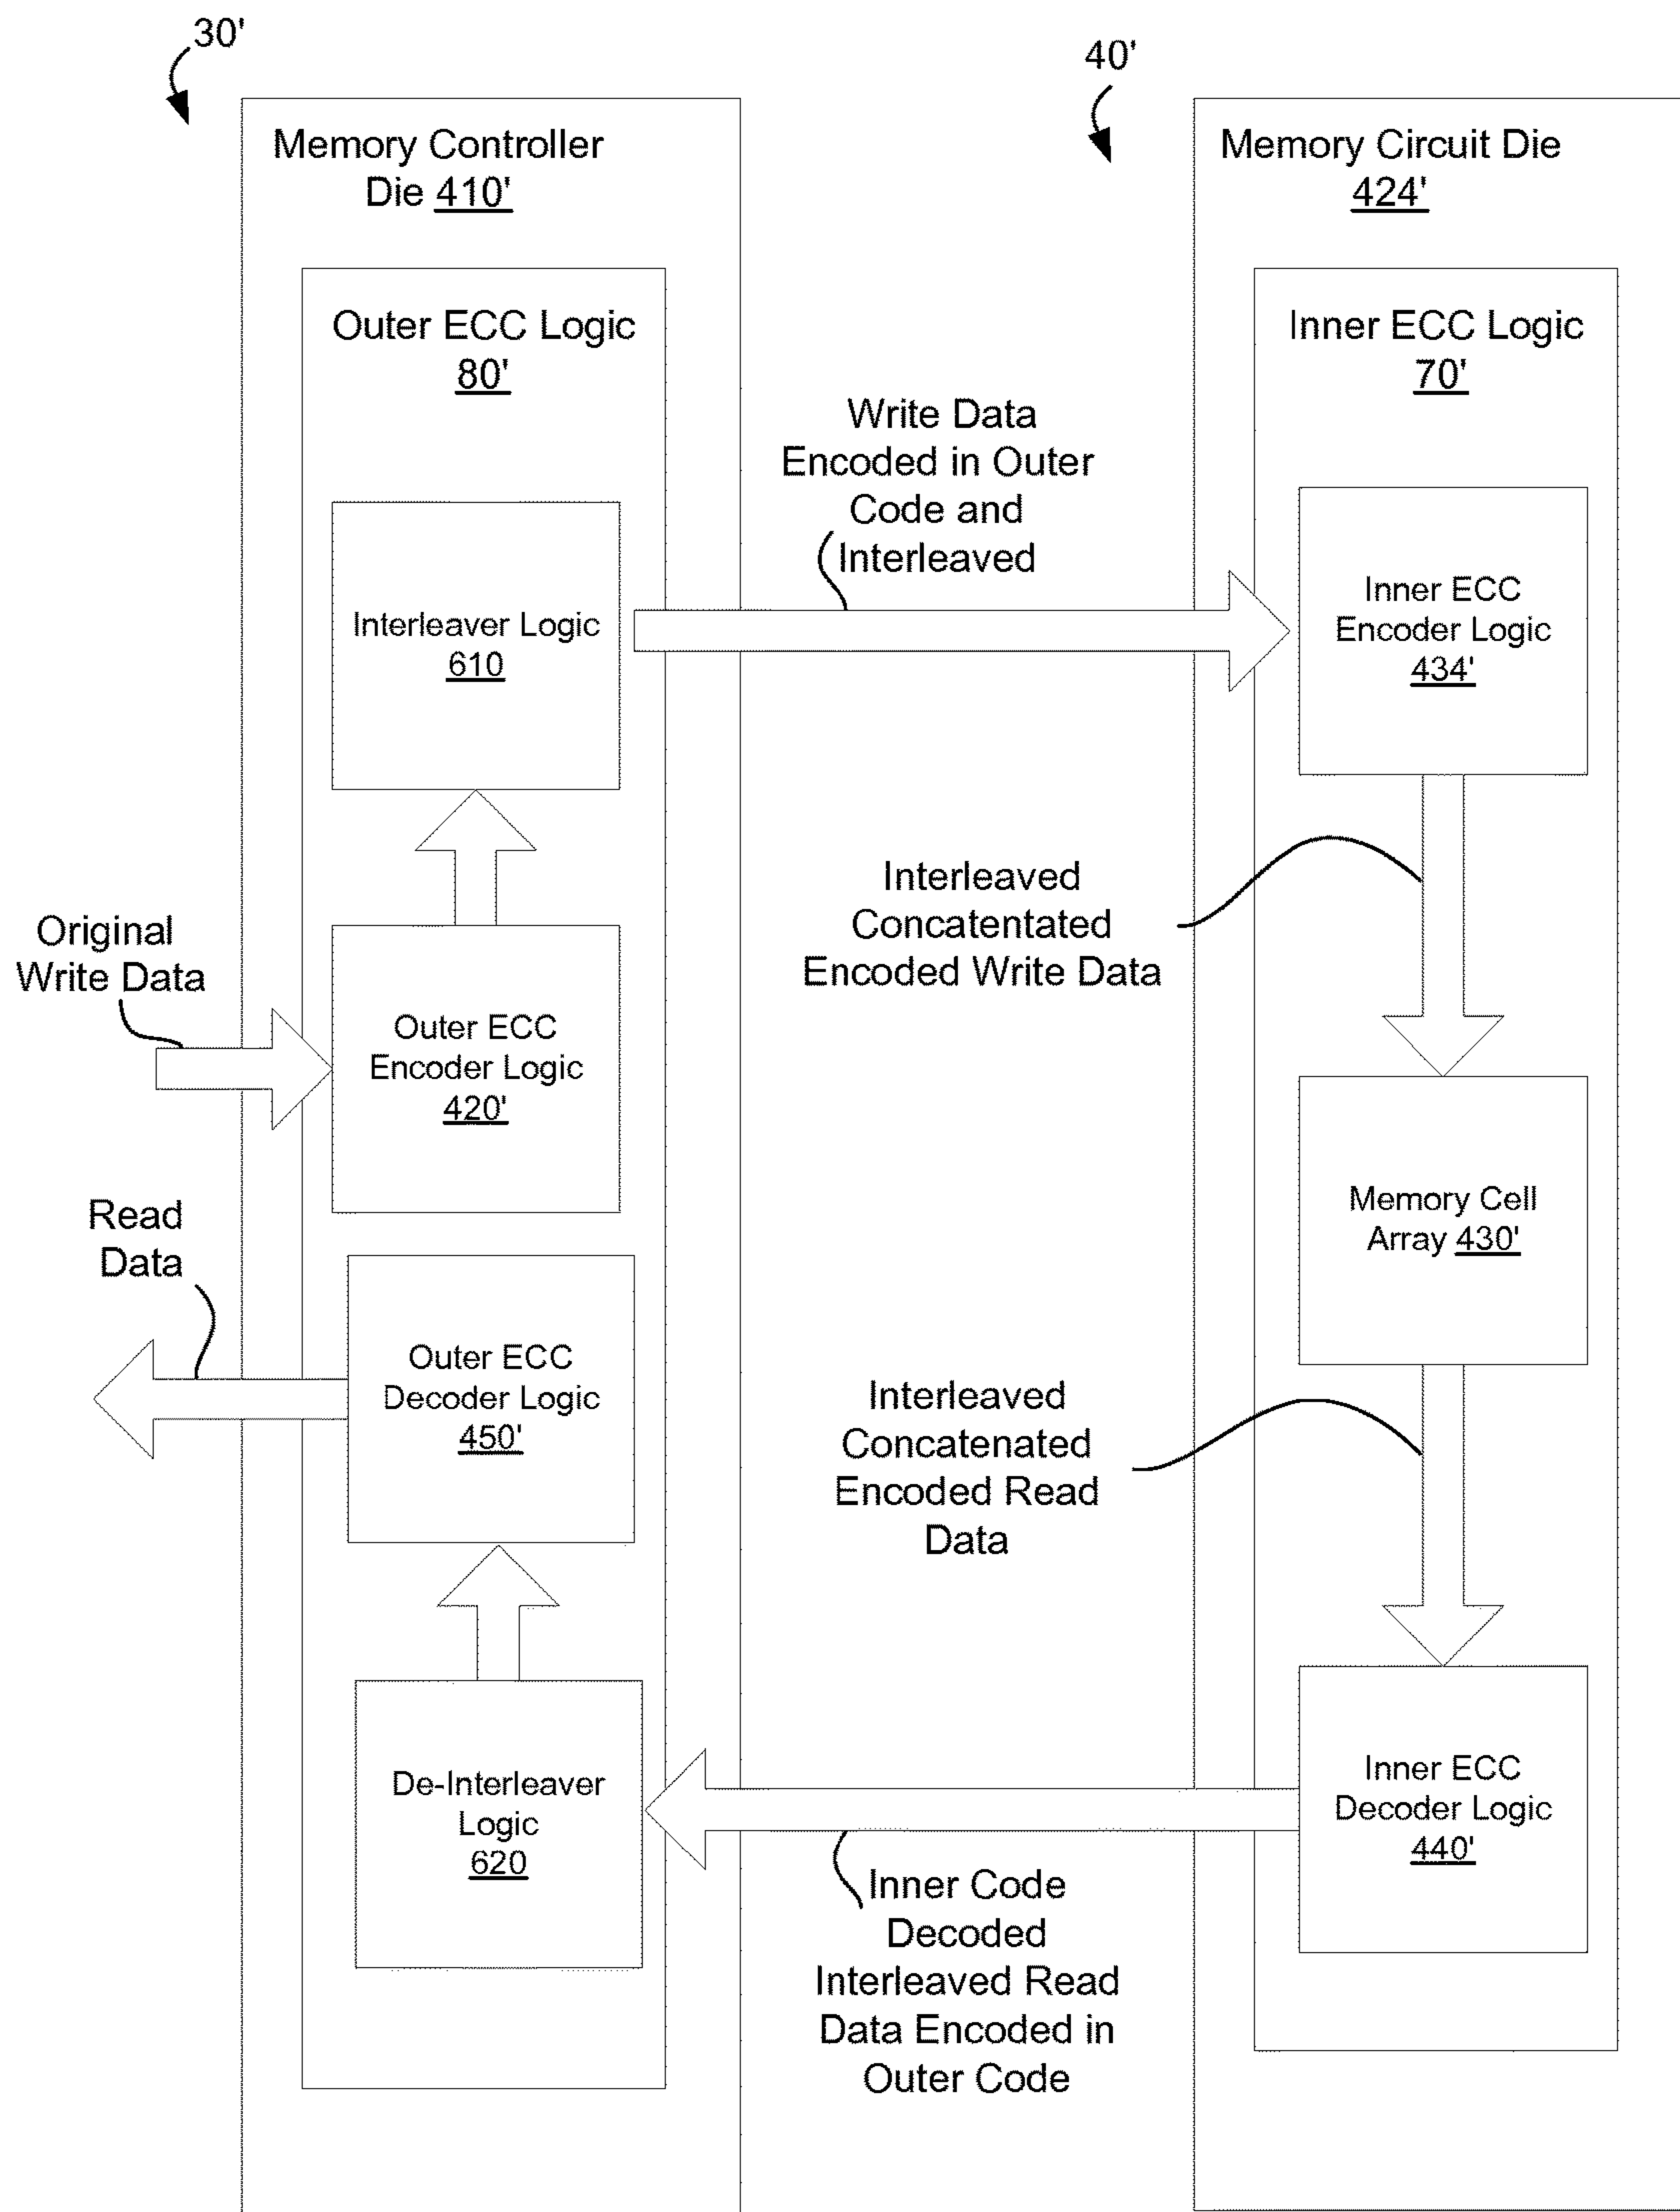 30'
40'
Memory Controller
Die 410'
Memory Circuit Die
424'
Outer ECC Logic
80'
Inner ECC Logic
70'
Write Data
Encoded in Outer
Code and
Interleaved
Interleaver Logic
610
Inner ECC
Encoder Logic
434'
Interleaved
Concatentated
Encoded Write Data
Original
Write Data
Outer ECC
Encoder Logic
420'
Memory Cell
Array 430'
Read
Data
Outer ECC
Decoder Logic
450'
Interleaved
Concatenated
Encoded Read
Data
De-Interleaver
Logic
620
Inner ECC
Decoder Logic
440'
Inner Code
Decoded
Interleaved Read
Data Encoded in
Outer Code